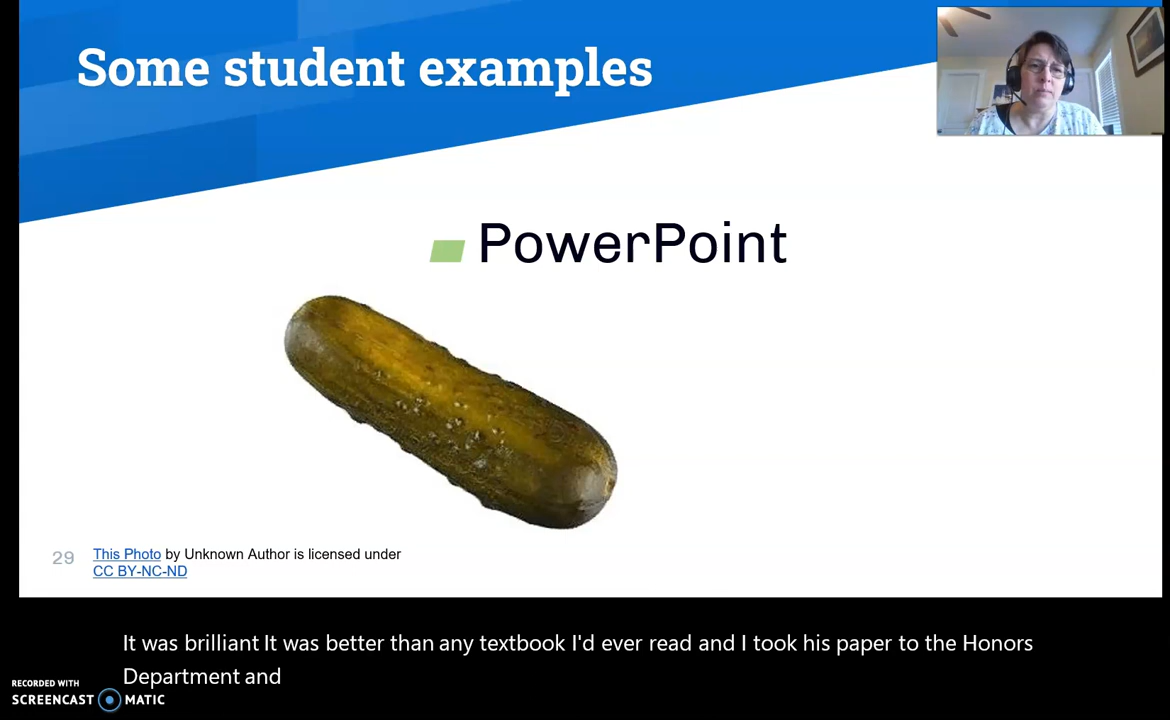 Some student examples
PowerPoint
29
This Photo by Unknown Author is licensed under
CC BY-NC-ND
It was brilliant It was better than any textbook I'd ever read and I took his paper to the Honors
Department and
RECORDED WITH
SCREENCAST MATIC